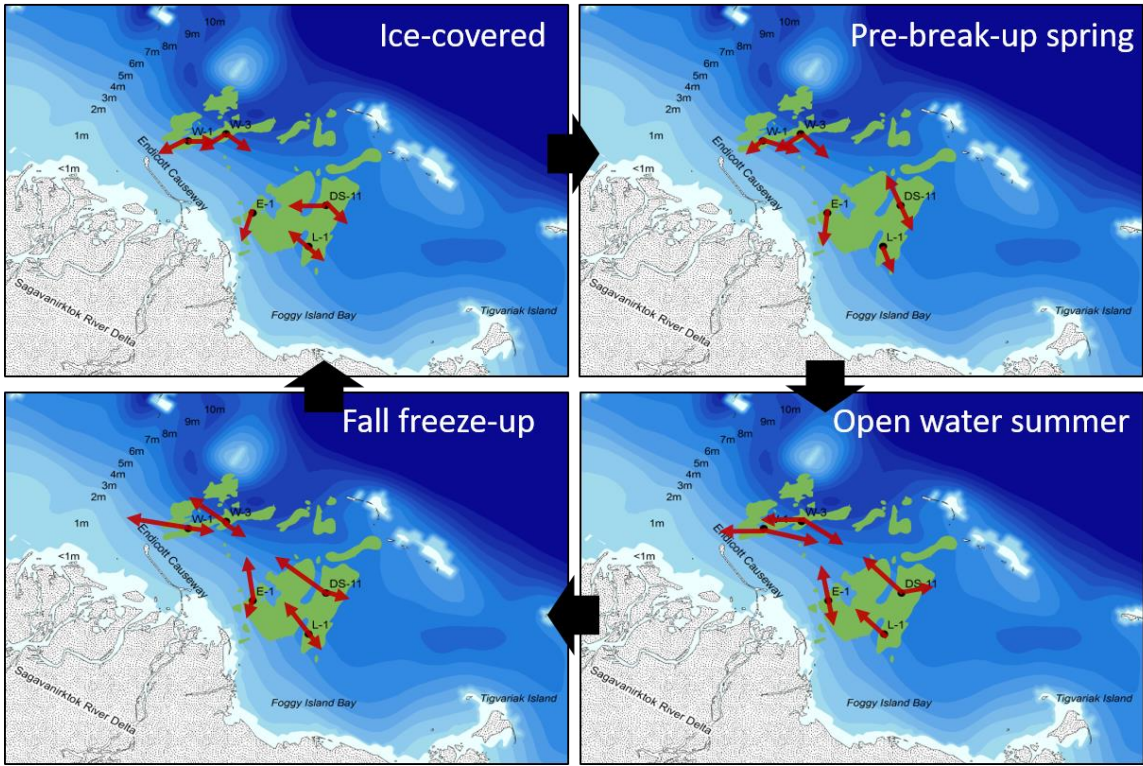 Ice-covered
10m
9m
8m
7m
6m
5m
4m
3m
2m
1m
<1m
W-1
W-3
Endicott Causeway
E-1
DS-11
L-1
Sagavanirktok River Delta
Foggy Island Bay
Tigvariak Island
Pre-break-up spring
10m
9m
8m
7m
6m
5m
4m
3m
2m
1m
<1m
W-1
W-3
Endicott Causeway
E-1
DS-11
L-1
Sagavanirktok River Delta
Foggy Island Bay
Tigvariak Island
Fall freeze-up
10m
9m
8m
7m
6m
5m
4m
3m
2m
1m
<1m
W-1
W-3
Endicott Causeway
E-1
DS-11
L-1
Sagavanirktok River Delta
Foggy Island Bay
Tigvariak Island
Open water summer
10m
9m
8m
7m
6m
5m
4m
3m
2m
1m
<1m
W-3
Endicott Causeway
E-1
DS-11
L-1
Sagavanirktok River Delta
Foggy Island Bay
Tigvariak Island